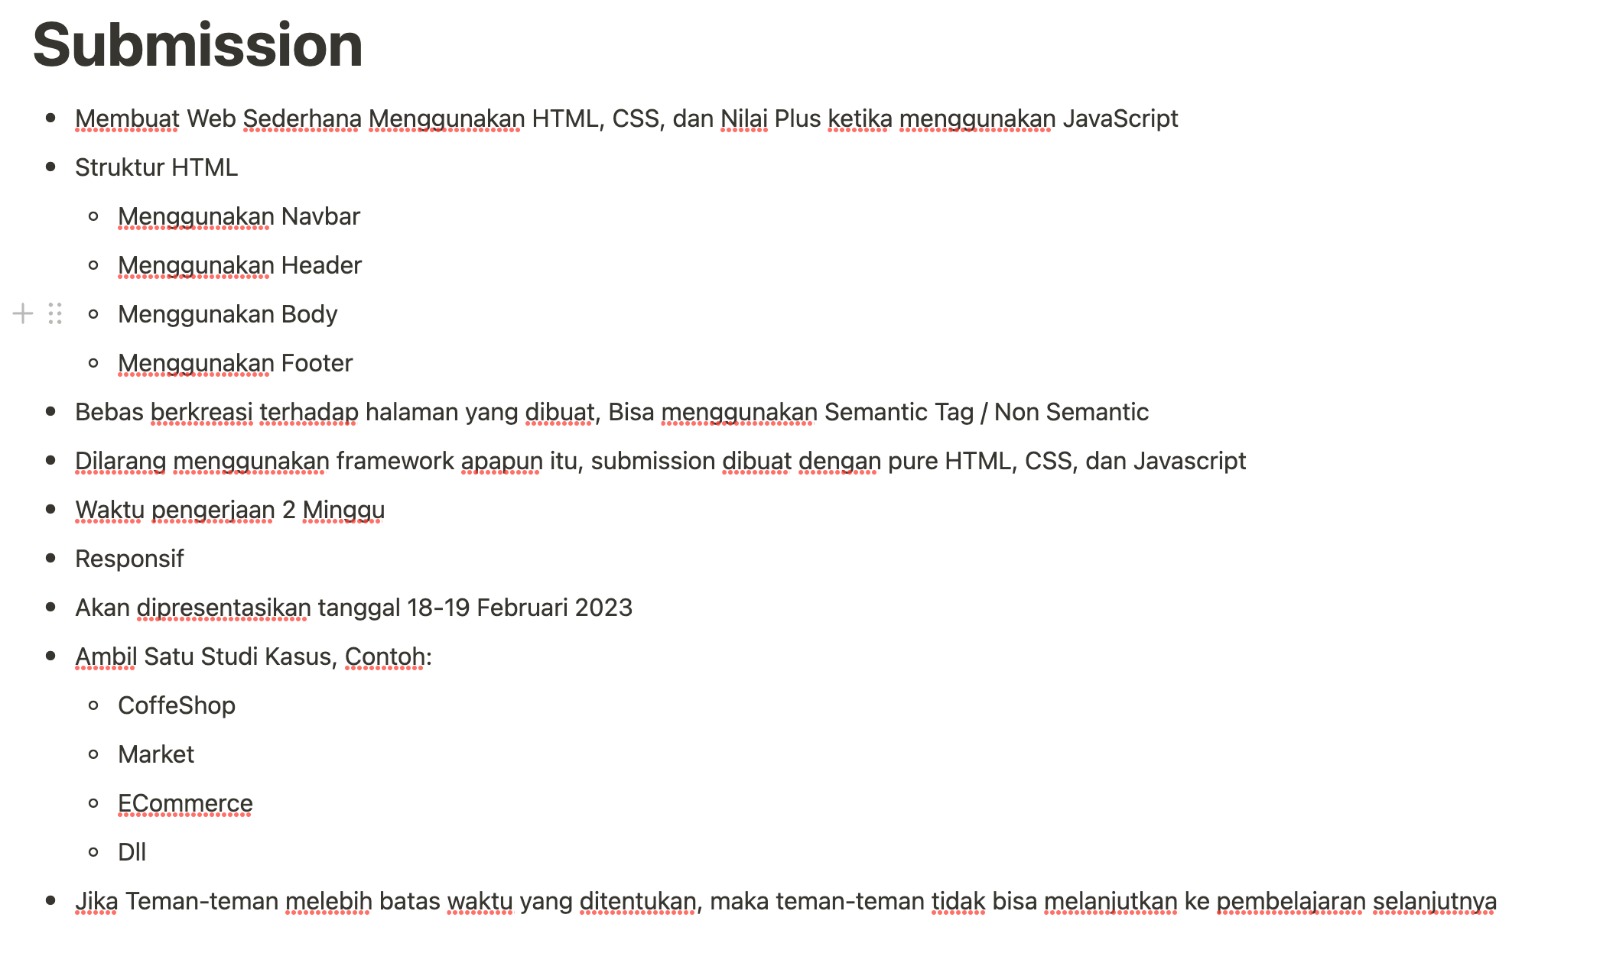 Submission
Membuat Web Sederhana Menggunakan HTML, CSS, dan Nilai Plus ketika menggunakan JavaScript
Struktur HTML
Menggunakan Navbar
Menggunakan Header
Menggunakan Body
Menggunakan Footer
Bebas berkreasi terhadap halaman yang dibuat, Bisa menggunakan Semantic Tag / Non Semantic
Dilarang menggunakan framework apapun itu, submission dibuat dengan pure HTML, CSS, dan Javascript
Waktu pengerjaan 2 Minggu
Responsif
Akan dipresentasikan tanggal 18-19 Februari 2023
Ambil Satu Studi Kasus, Contoh:
CoffeShop
Market
ECommerce
Dll
Jika Teman-teman melebih batas waktu yang ditentukan, maka teman-teman tidak bisa melanjutkan ke pembelajaran selanjutnya